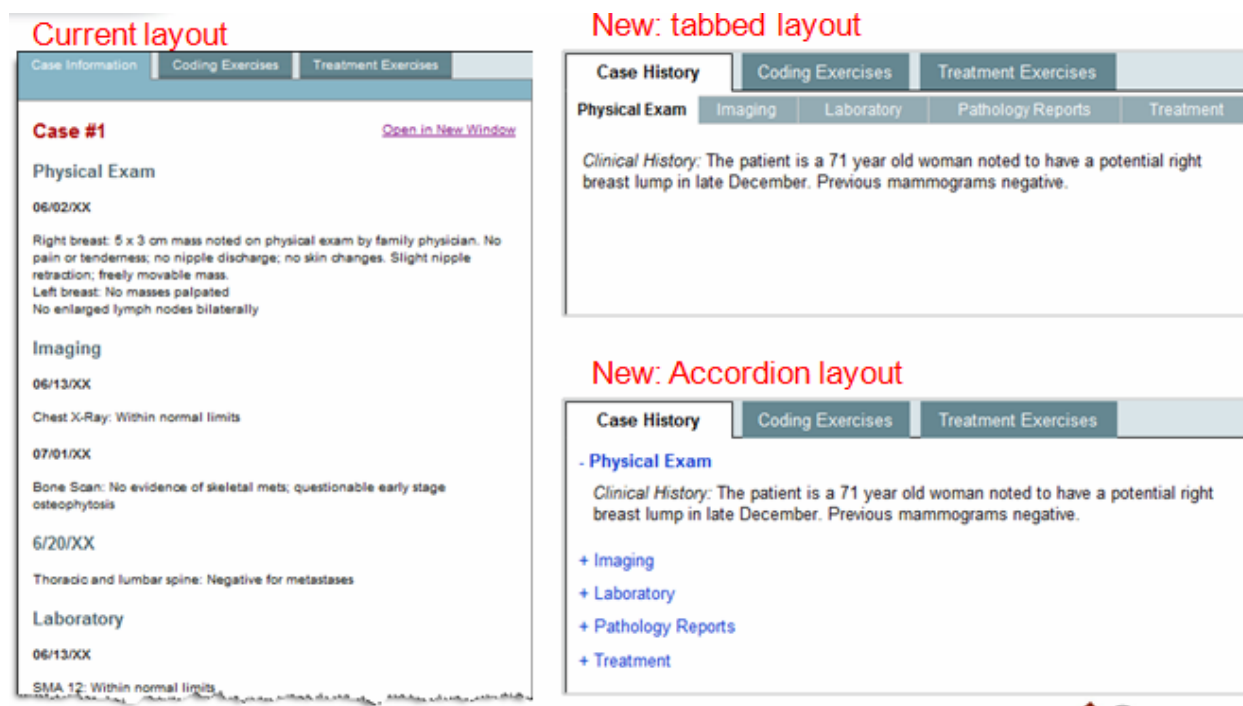 Current layout
Case Information Coding Exercises Treatment Exercises
Case #1 Open in New Window
Physical Exam
06/02/XX
Right breast: 5 x 3 cm mass noted on physical exam by family physician. No
pain or tenderness; no nipple discharge; no skin changes. Slight nipple
retraction; freely movable mass.
Left breast: No masses palpated
No enlarged lymph nodes bilaterally
Imaging
06/13/XX
Chest X-Ray: Within normal limits
07/01/XX
Bone Scan: No evidence of skeletal mets; questionable early stage
osteophytosis
6/20/XX
Thoracic and lumbar spine: Negative for metastases
Laboratory
06/13/XX
SMA 12: Within normal limits
New: tabbed layout
Case History Coding Exercises Treatment Exercises
Physical Exam Imaging Laboratory Pathology Reports Treatment
Clinical History: The patient is a 71 year old woman noted to have a potential right
breast lump in late December. Previous mammograms negative.
New: Accordion layout
Case History Coding Exercises Treatment Exercises
- Physical Exam
Clinical History: The patient is a 71 year old woman noted to have a potential right
breast lump in late December. Previous mammograms negative.
+ Imaging
+ Laboratory
+ Pathology Reports
+ Treatment